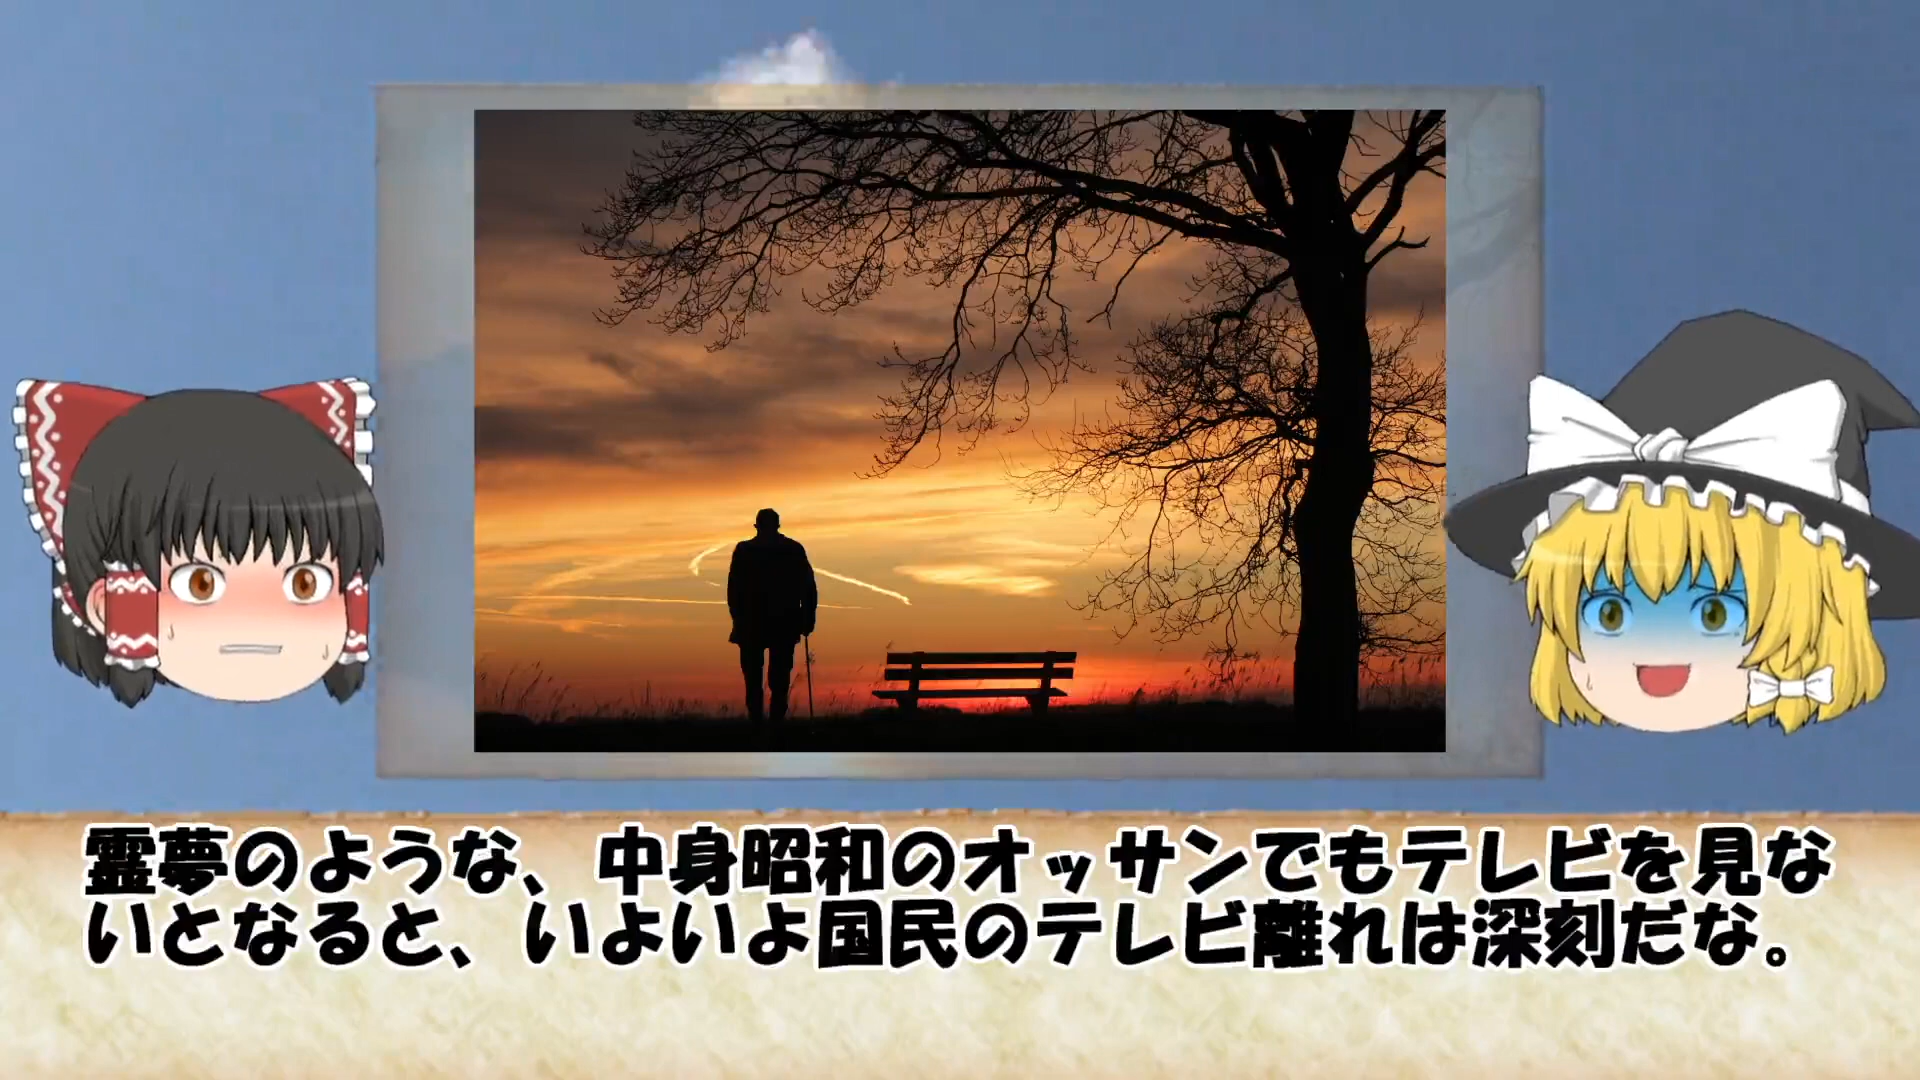 霊夢のような、中身昭和のオッサンでもテレビを見な
いとなると、いよいよ国民のテレビ離れは深刻だな。